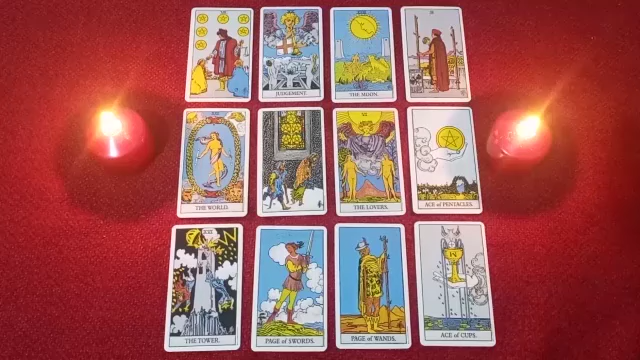 JUDGEMENT.
THE MOON.
THE WORLD.
THE LOVERS.
ACE of PENTACLES.
THE TOWER.
PAGE of SWORDS.
PAGE of WANDS.
ACE of CUPS.